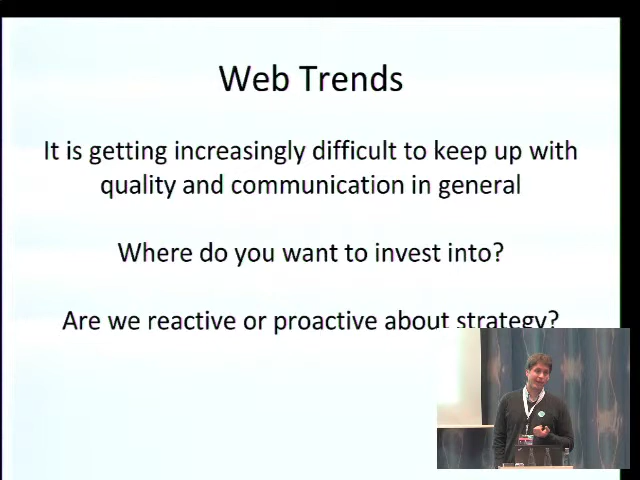 Web Trends
It is getting increasingly difficult to keep up with
quality and communication in general
Where do you want to invest into?
Are we reactive or proactive about strategy?